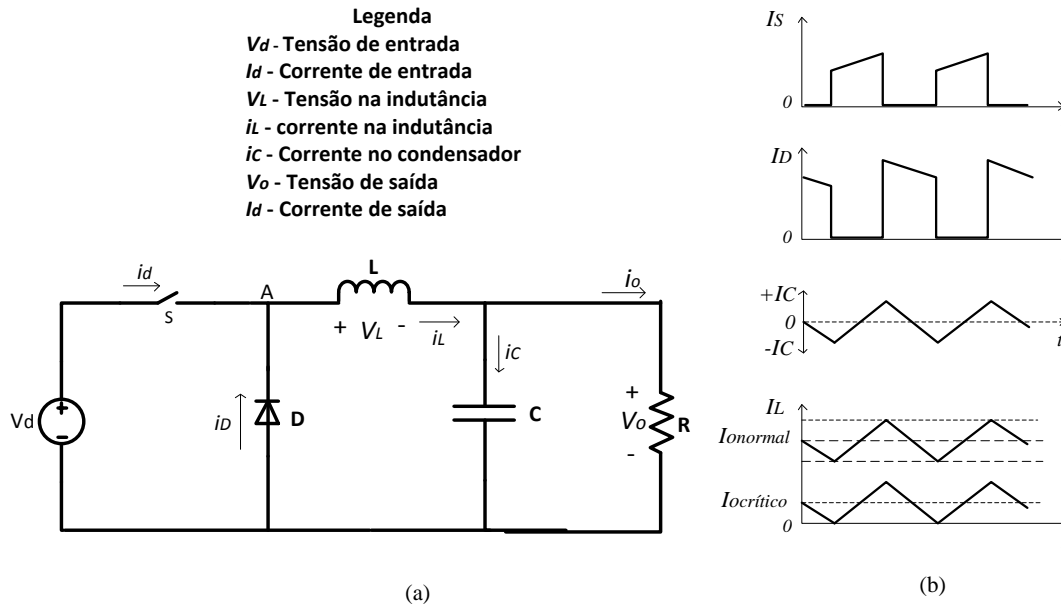 Legenda
Vd - Tensão de entrada
Id - Corrente de entrada
VL - Tensão na indutância
iL - corrente na indutância
iC - Corrente no condensador
Vo - Tensão de saída
Id - Corrente de saída
id
S
A
L
+ VL -
iL
io
iC
Vd
+
-
iD
D
C
+
Vo
-
R
(a)
IS
0
ID
0
+IC
0
-IC
t
IL
Ionormal
Iocrítico
0
(b)